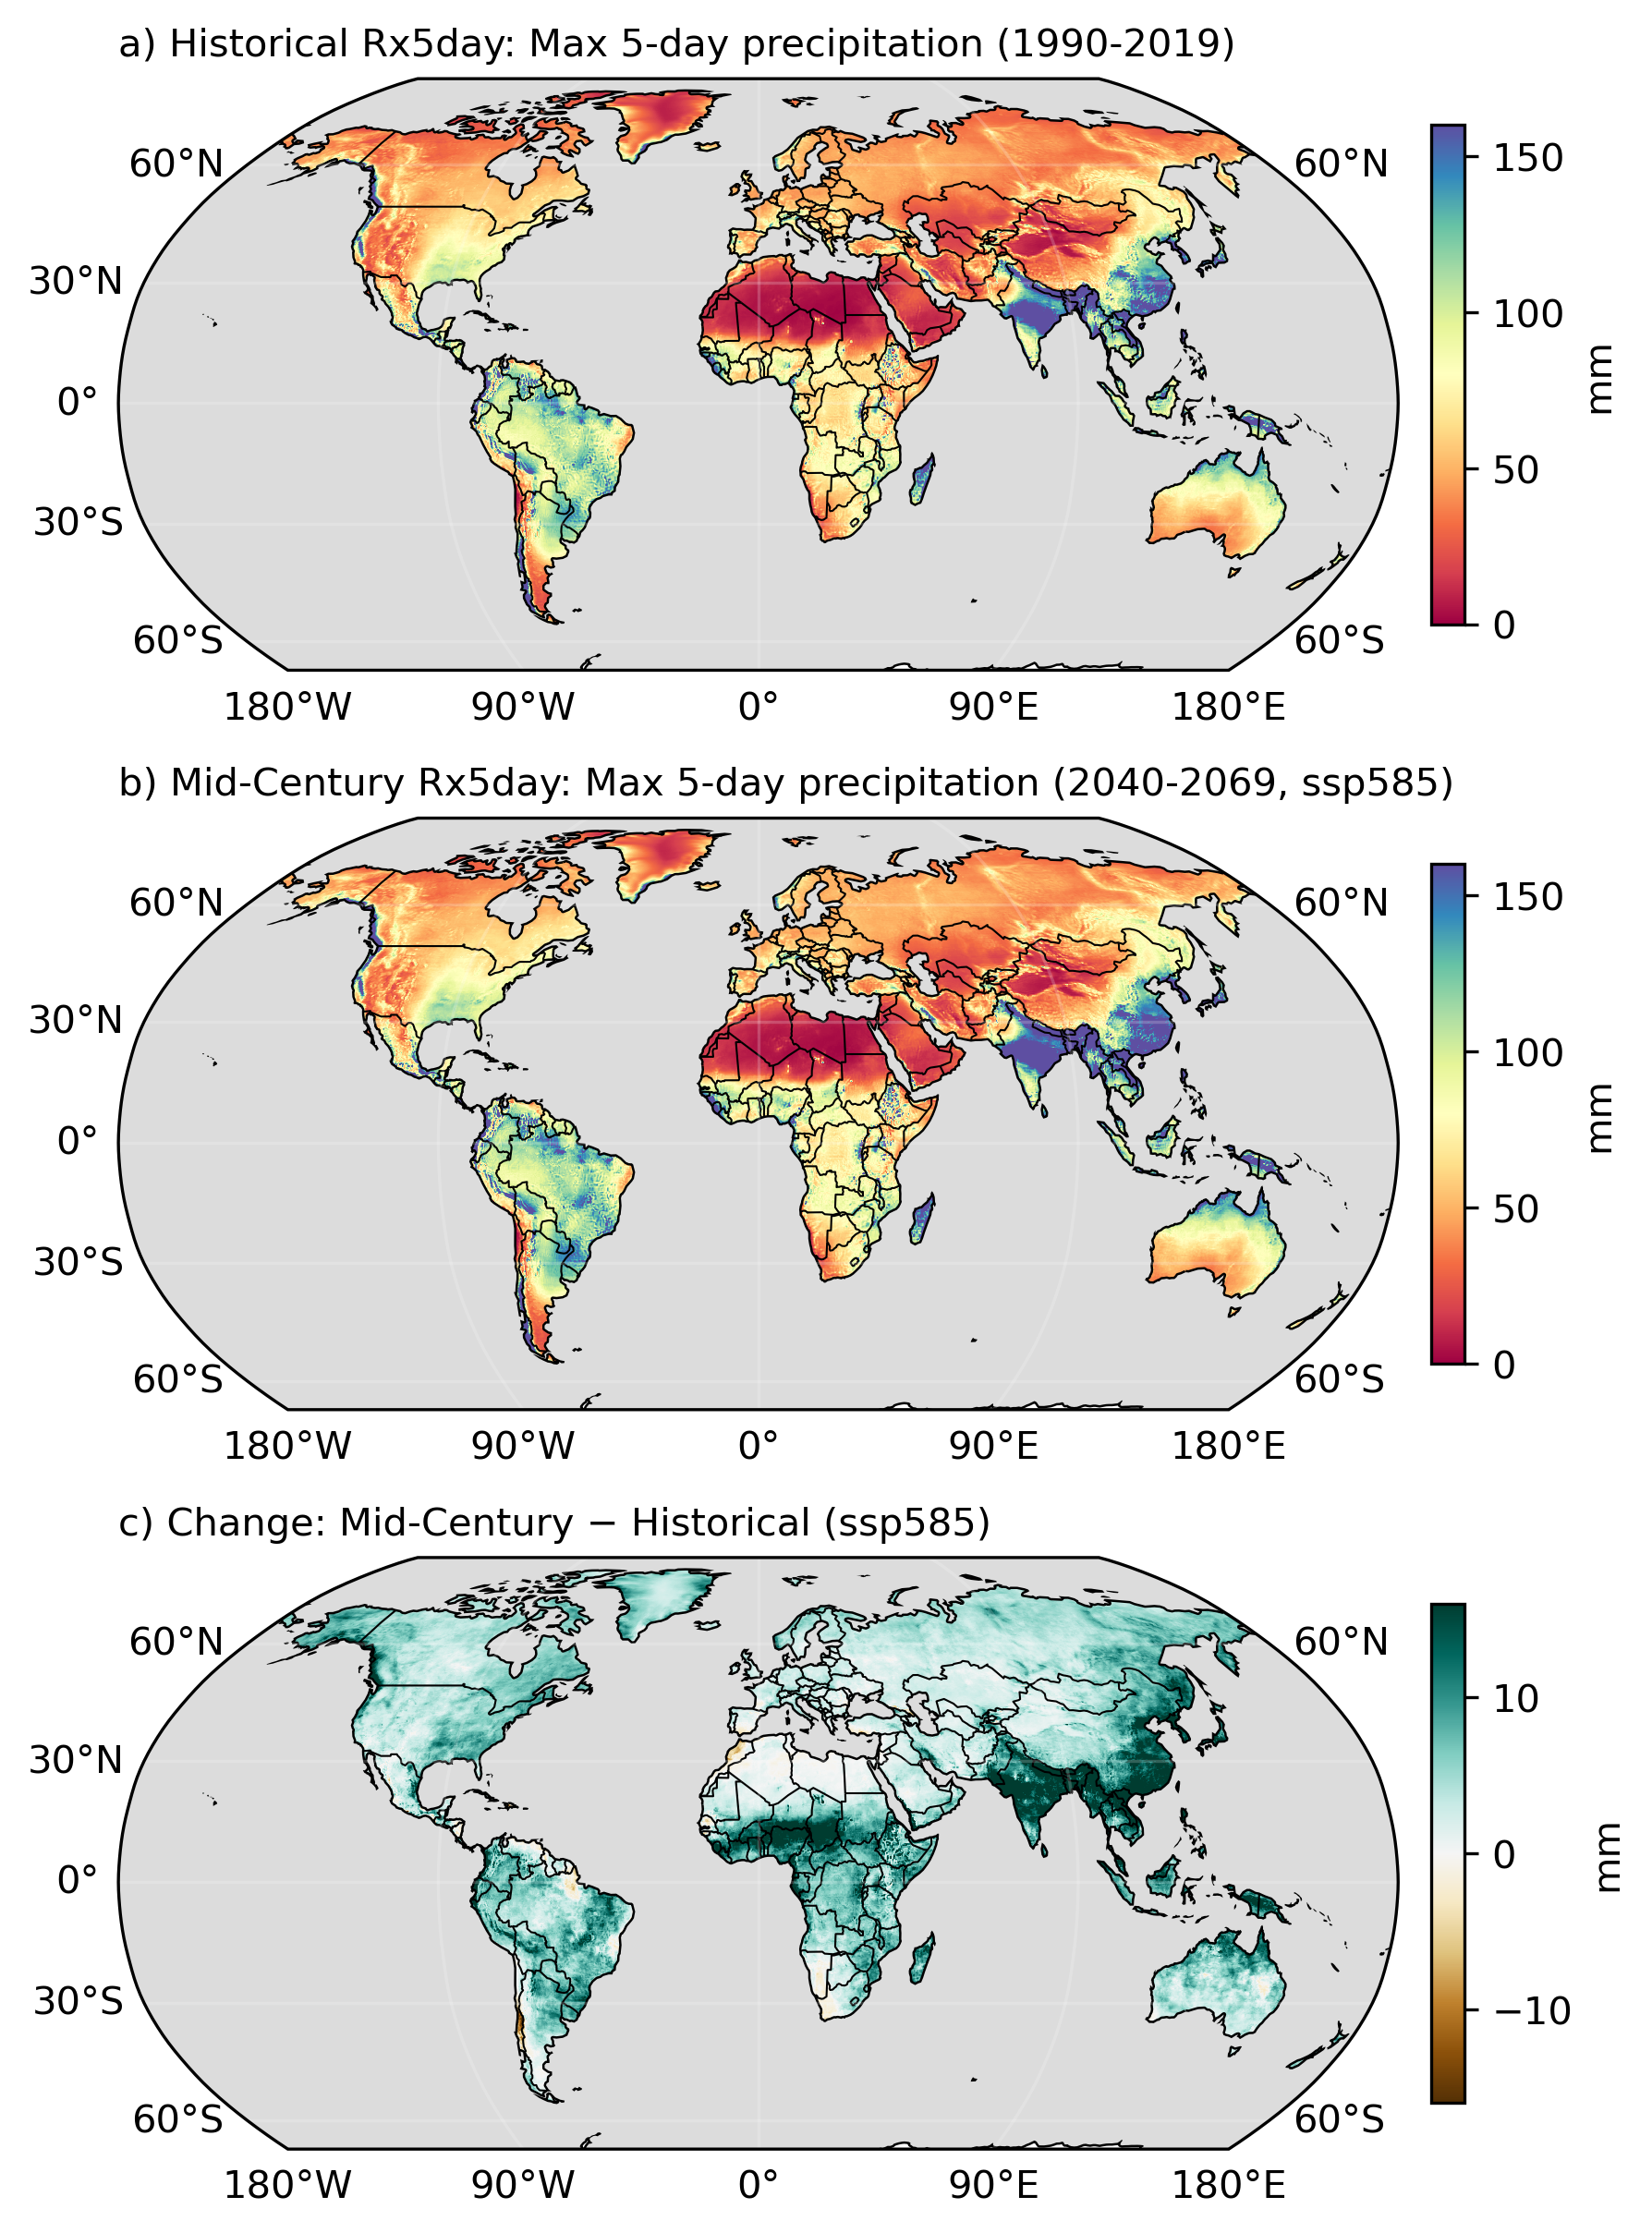 a) Historical Rx5day: Max 5-day precipitation (1990-2019)
60°N
60°N
30°N
0°
30°S
60°S
60°S
180°W
90°W
0°
90°E
180°E
150
100
50
0
mm
b) Mid-Century Rx5day: Max 5-day precipitation (2040-2069, ssp585)
60°N
60°N
30°N
0°
30°S
60°S
60°S
180°W
90°W
0°
90°E
180°E
150
100
50
0
mm
c) Change: Mid-Century − Historical (ssp585)
60°N
60°N
30°N
0°
30°S
60°S
60°S
180°W
90°W
0°
90°E
180°E
10
0
−10
mm